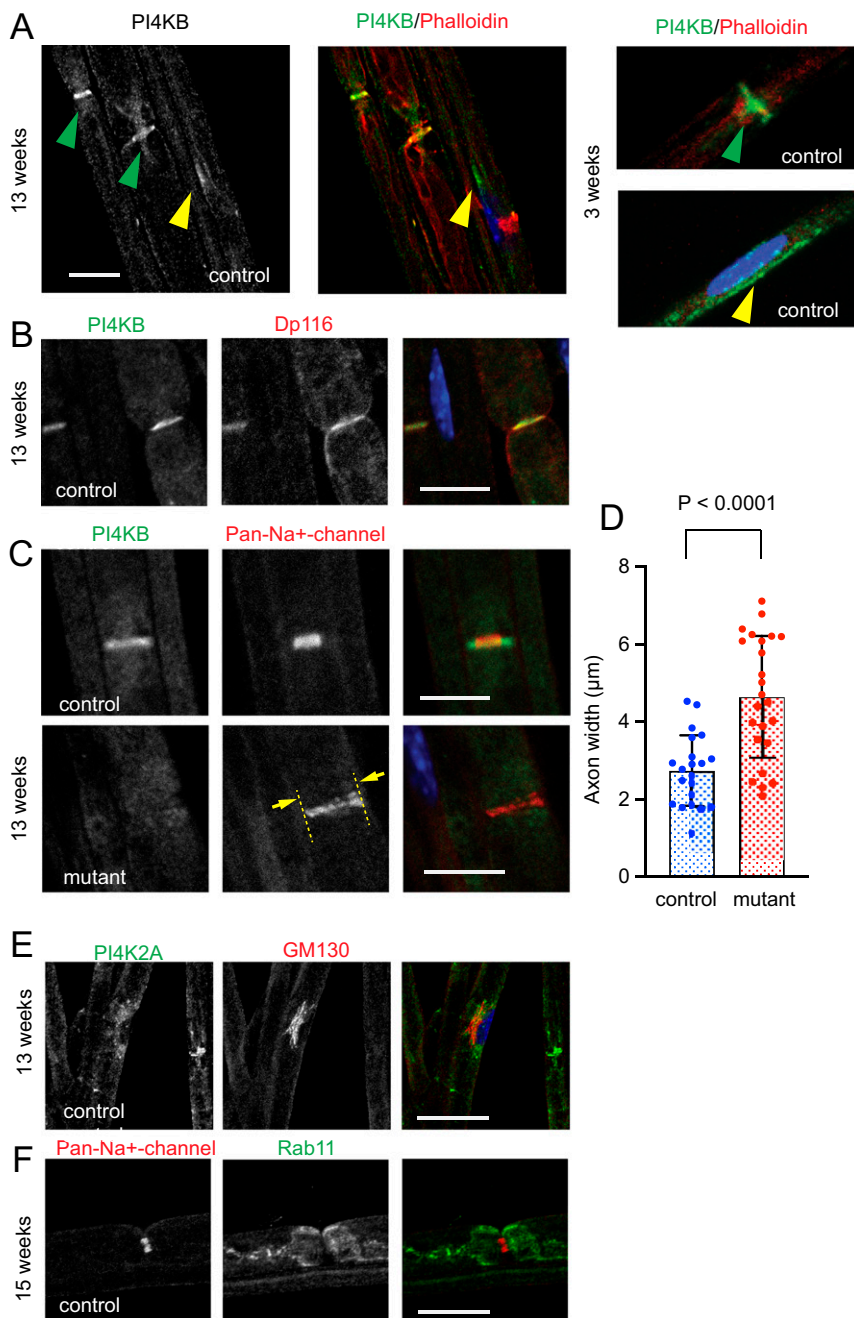 A
PI4KB
PI4KB/Phalloidin
PI4KB/Phalloidin
13 weeks
control
3 weeks
control
control
B
PI4KB
Dp116
13 weeks
control
C
PI4KB
Pan-Na+-channel
control
13 weeks
mutant
D
P < 0.0001
Axon width (µm)
8
6
4
2
0
control
mutant
E
PI4K2A
GM130
13 weeks
control
F
Pan-Na+-channel
Rab11
15 weeks
control